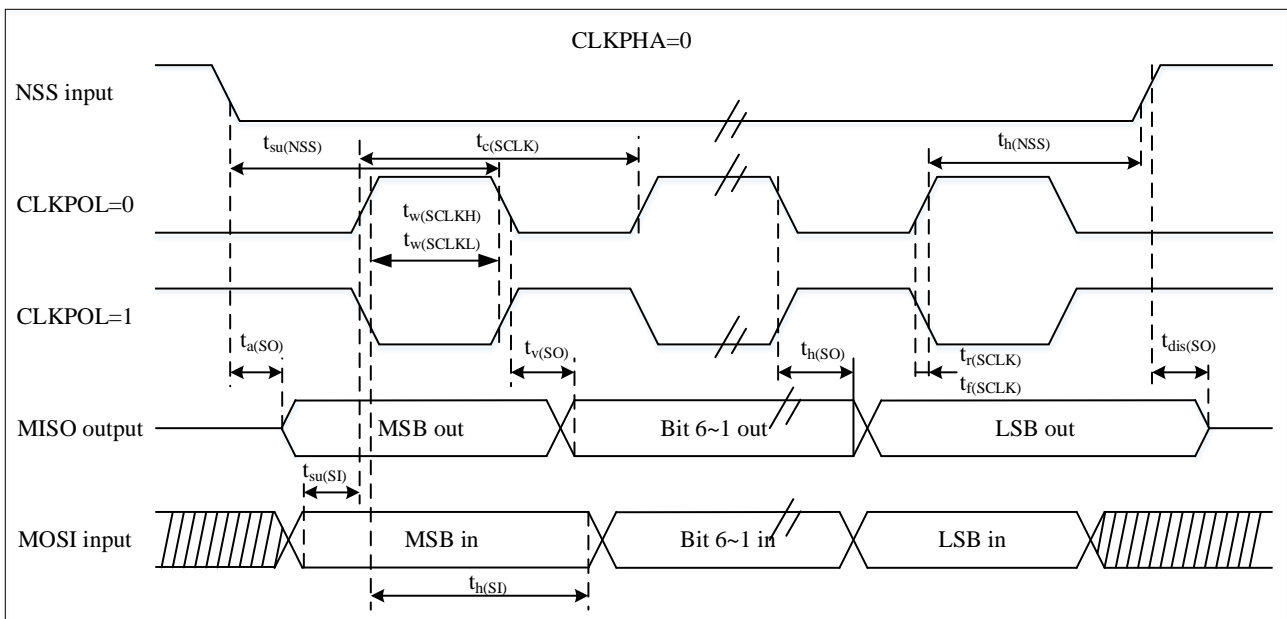 CLKPHA=0
NSS input
tsu(NSS)
tc(SCLK)
th(NSS)
CLKPOL=0
tw(SCLKH)
tw(SCLKL)
CLKPOL=1
ta(SO)
tv(SO)
th(SO)
tr(SCLK)
tf(SCLK)
tdis(SO)
MISO output
MSB out
Bit 6~1 out
LSB out
tsu(SI)
MOSI input
MSB in
Bit 6~1 in
LSB in
th(SI)